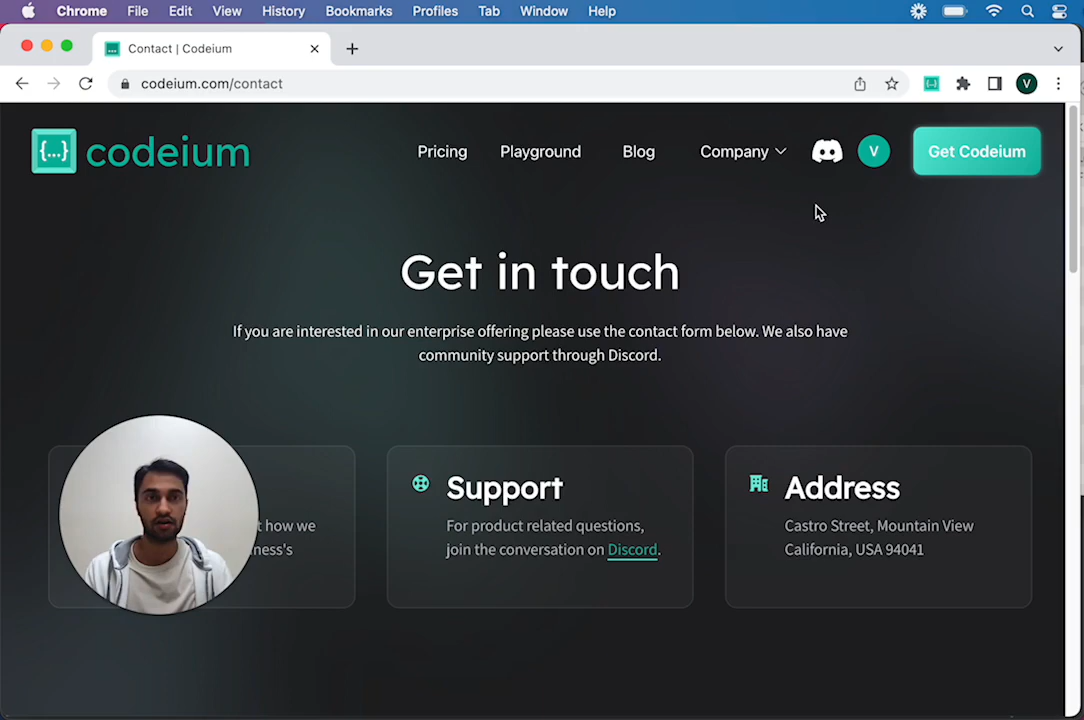 Chrome File Edit View History Bookmarks Profiles Tab Window Help
Contact | Codeium
codeium.com/contact
V
{...} codeium
Pricing Playground Blog Company V Get Codeium
Get in touch
If you are interested in our enterprise offering please use the contact form below. We also have
community support through Discord.
t how we
ness's
Support
For product related questions,
join the conversation on Discord.
Address
Castro Street, Mountain View
California, USA 94041